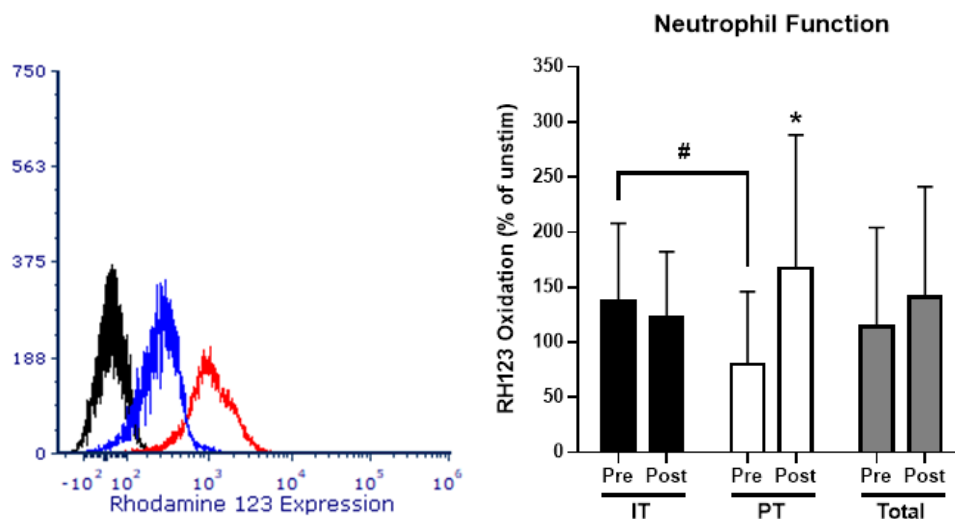 750
563
375
188
0
-10² 10² 10³ 10⁴ 10⁵ 10⁶
Rhodamine 123 Expression
Neutrophil Function
RH123 Oxidation (% of unstim)
350
300
250
200
150
100
50
0
#
*
Pre Post Pre Post Pre Post
IT PT Total